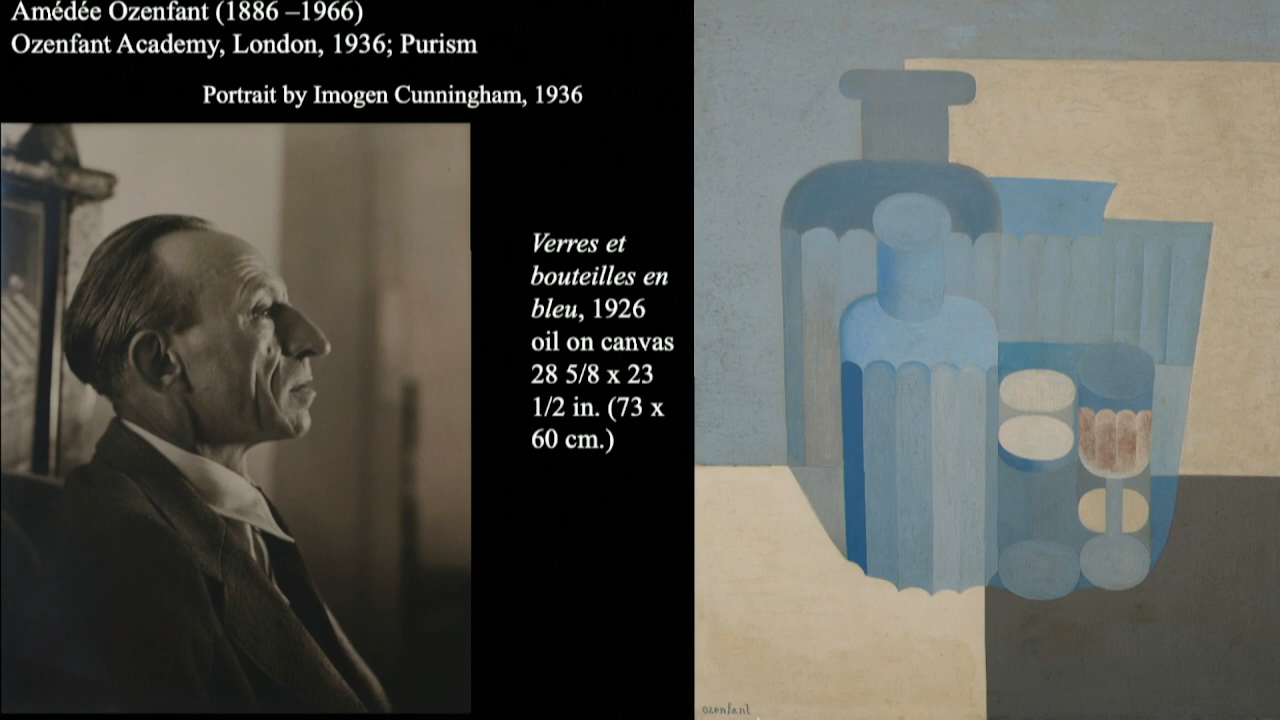 Amédée Ozenfant (1886 –1966)
Ozenfant Academy, London, 1936; Purism
Portrait by Imogen Cunningham, 1936
Verres et
bouteilles en
bleu, 1926
oil on canvas
28 5/8 x 23
1/2 in. (73 x
60 cm.)
ozenfant